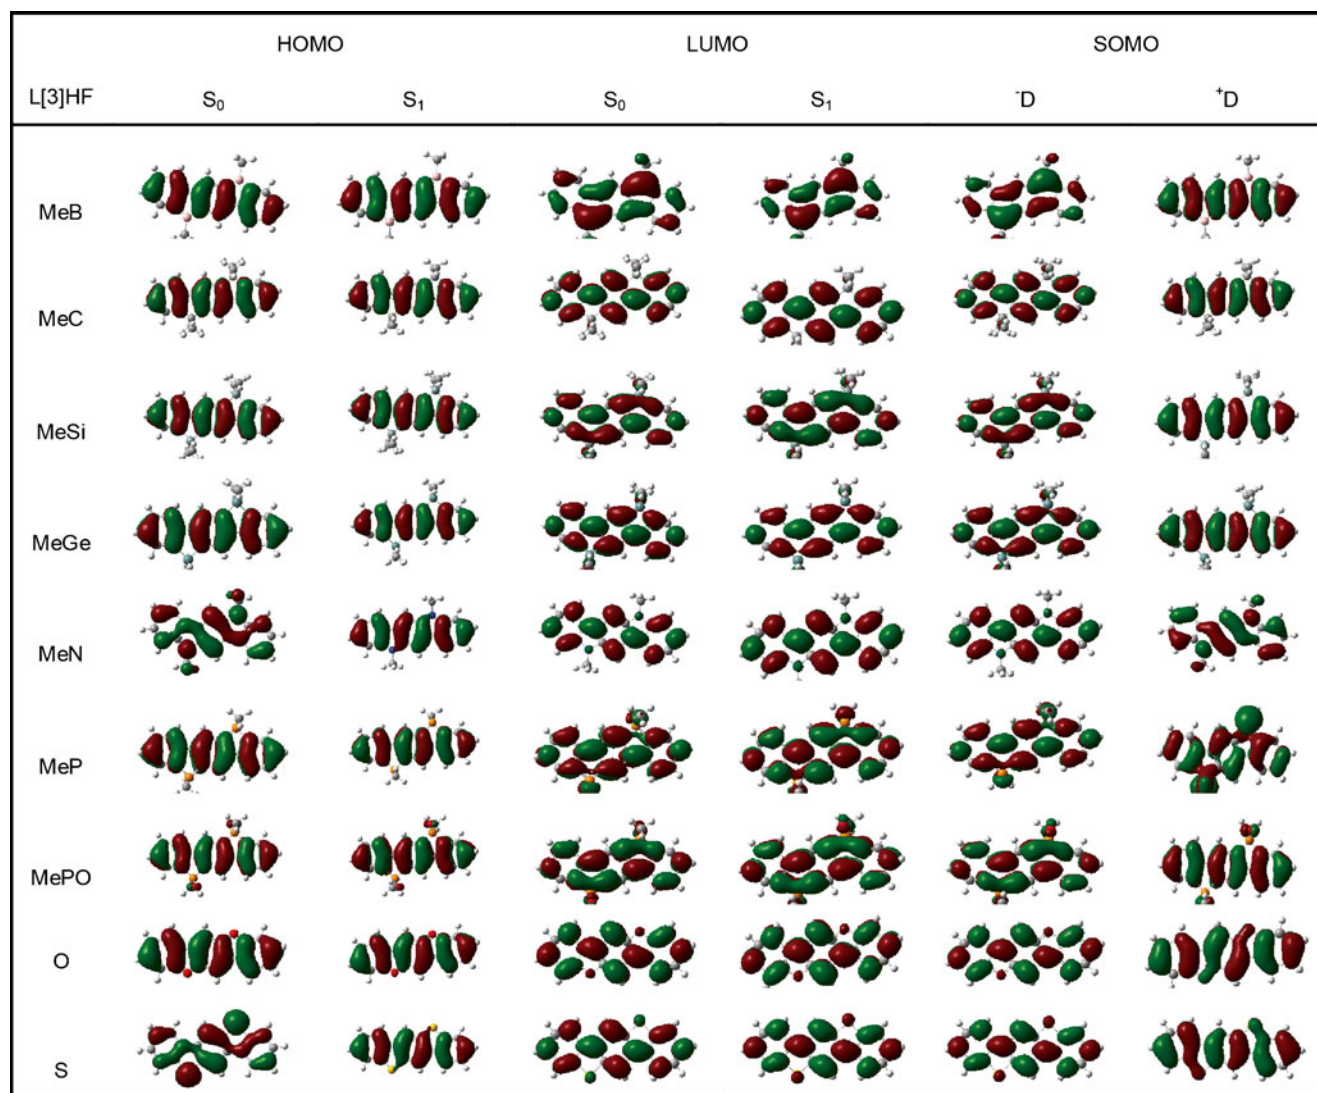 HOMO LUMO SOMO
L[3]HF S₀ S₁ S₀ S₁ ⁻D ⁺D
MeB
MeC
MeSi
MeGe
MeN
MeP
MePO
O
S